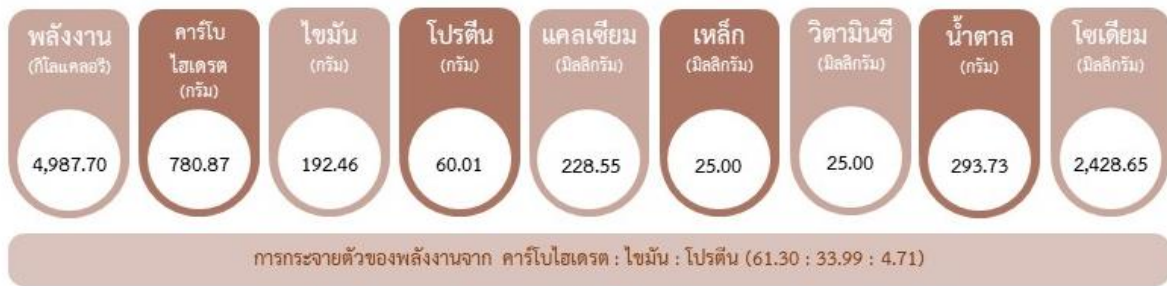 พลังงาน
(กิโลแคลอรี)
4,987.70
คาร์โบ
ไฮเดรต
(กรัม)
780.87
ไขมัน
(กรัม)
192.46
โปรตีน
(กรัม)
60.01
แคลเซียม
(มิลลิกรัม)
228.55
เหล็ก
(มิลลิกรัม)
25.00
วิตามินซี
(มิลลิกรัม)
25.00
น้ำตาล
(กรัม)
293.73
โซเดียม
(มิลลิกรัม)
2,428.65
การกระจายตัวของพลังงานจาก คาร์โบไฮเดรต : ไขมัน : โปรตีน (61.30 : 33.99 : 4.71)